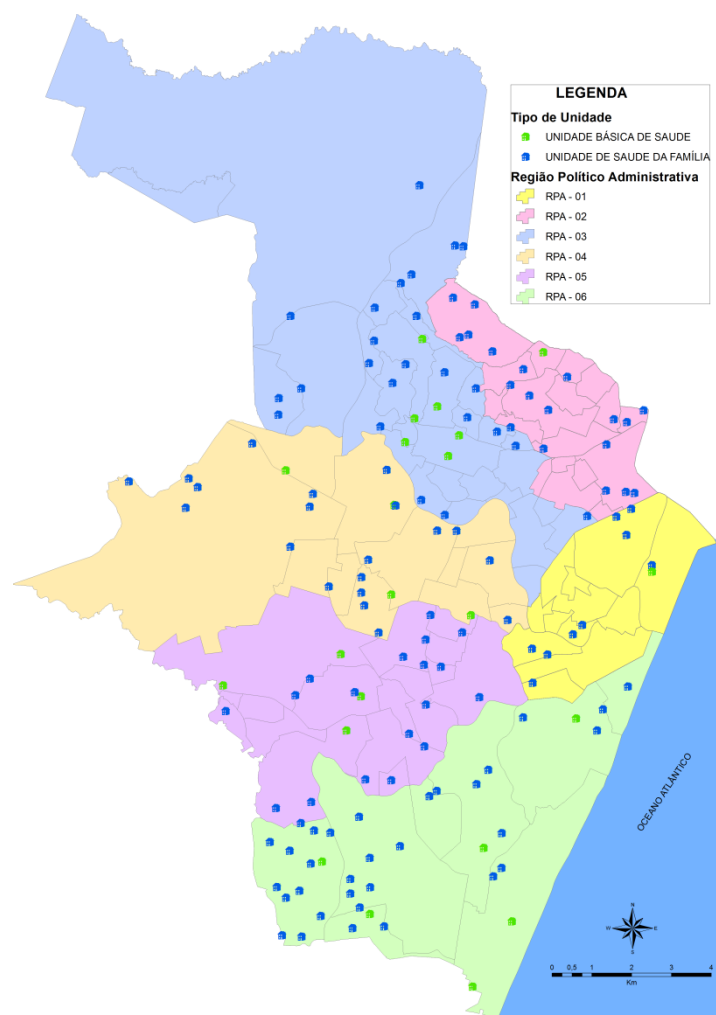 LEGENDA
Tipo de Unidade
UNIDADE BÁSICA DE SAUDE
UNIDADE DE SAUDE DA FAMÍLIA
Região Político Administrativa
RPA - 01
RPA - 02
RPA - 03
RPA - 04
RPA - 05
RPA - 06
OCEANO ATLÂNTICO
N
W E
S
0 0,5 1 2 3 4
Km